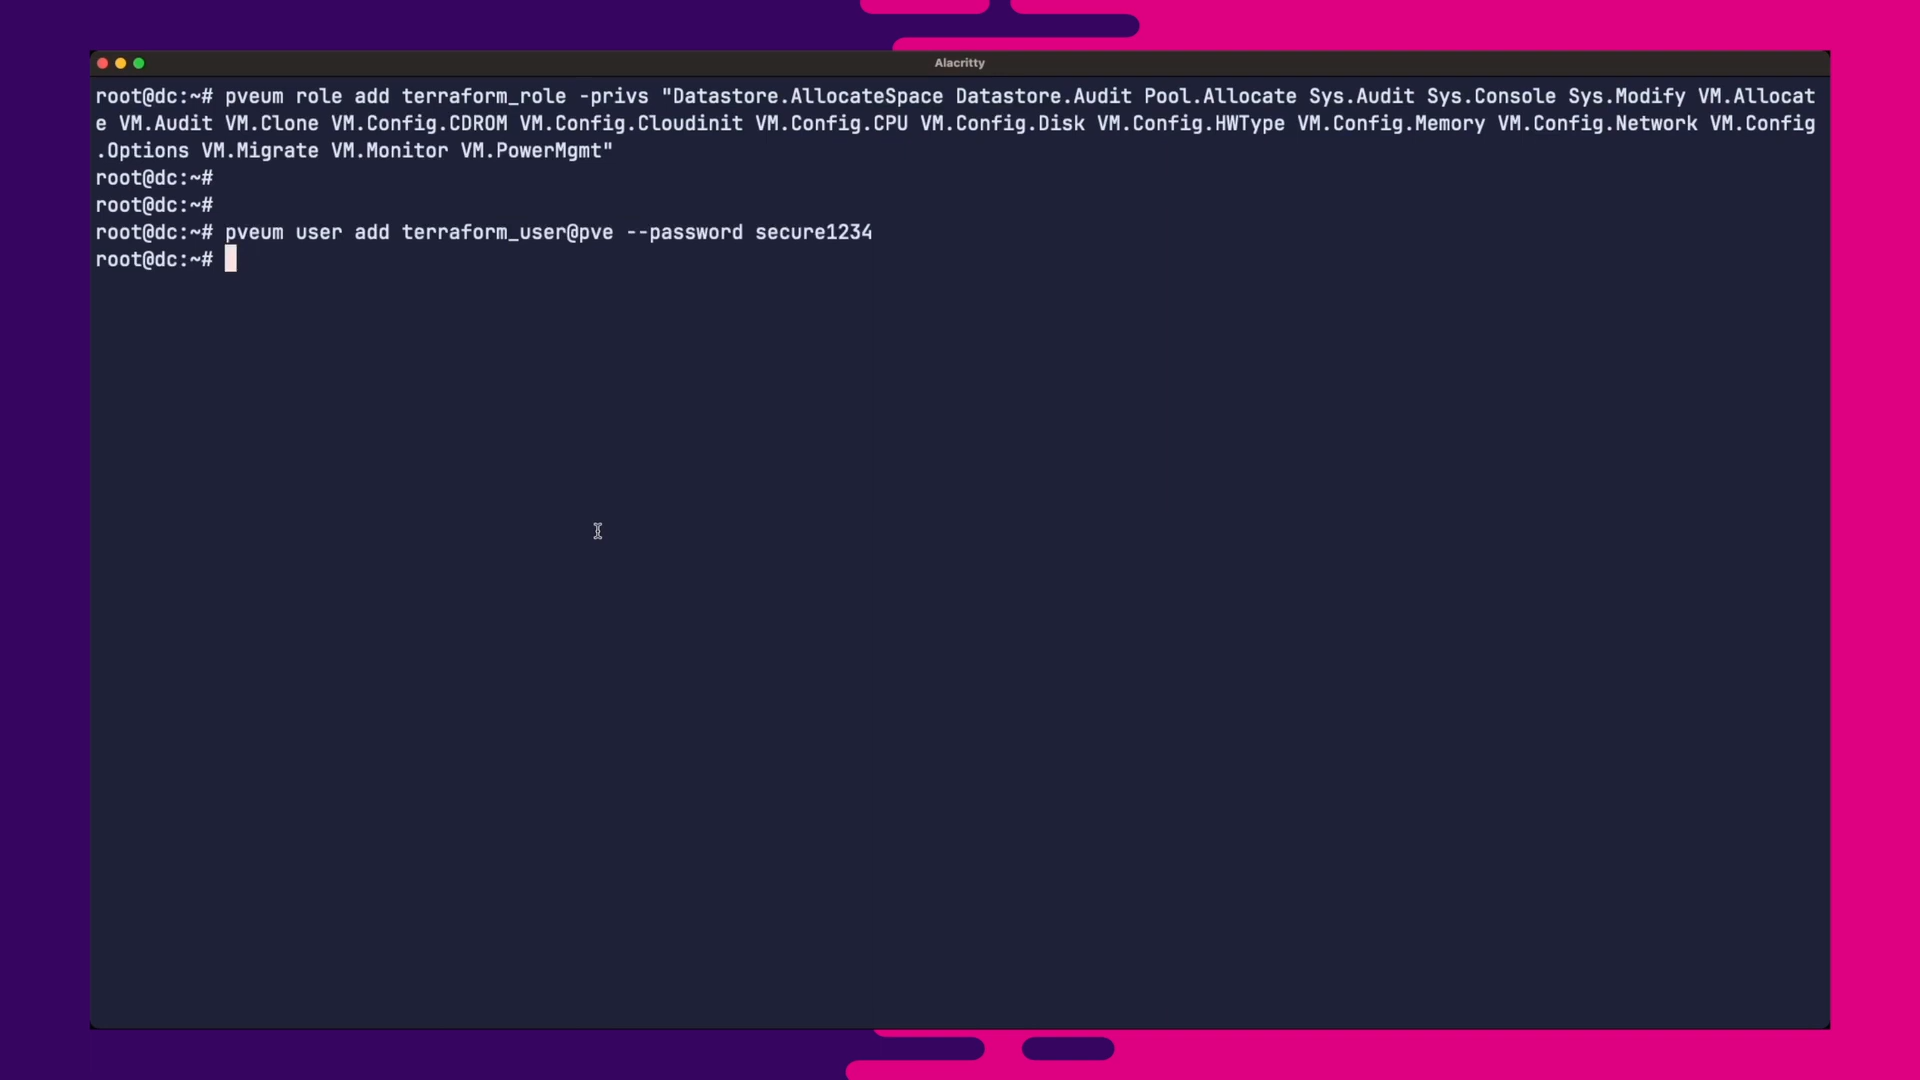 Alacritty
root@dc:~# pveum role add terraform_role -privs "Datastore.AllocateSpace Datastore.Audit Pool.Allocate Sys.Audit Sys.Console Sys.Modify VM.Allocat
e VM.Audit VM.Clone VM.Config.CDROM VM.Config.Cloudinit VM.Config.CPU VM.Config.Disk VM.Config.HWType VM.Config.Memory VM.Config.Network VM.Config
.Options VM.Migrate VM.Monitor VM.PowerMgmt"
root@dc:~#
root@dc:~#
root@dc:~# pveum user add terraform_user@pve --password secure1234
root@dc:~#